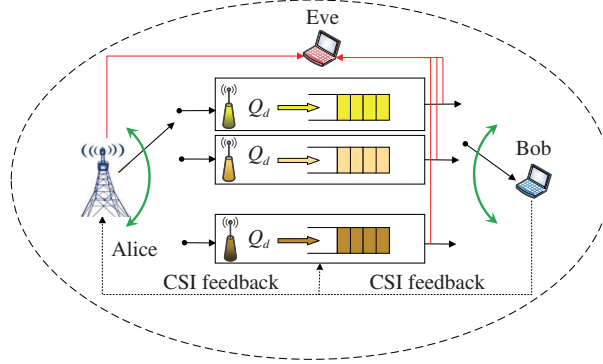 Eve
Q_d
Q_d
Bob
Alice
Q_d
CSI feedback
CSI feedback